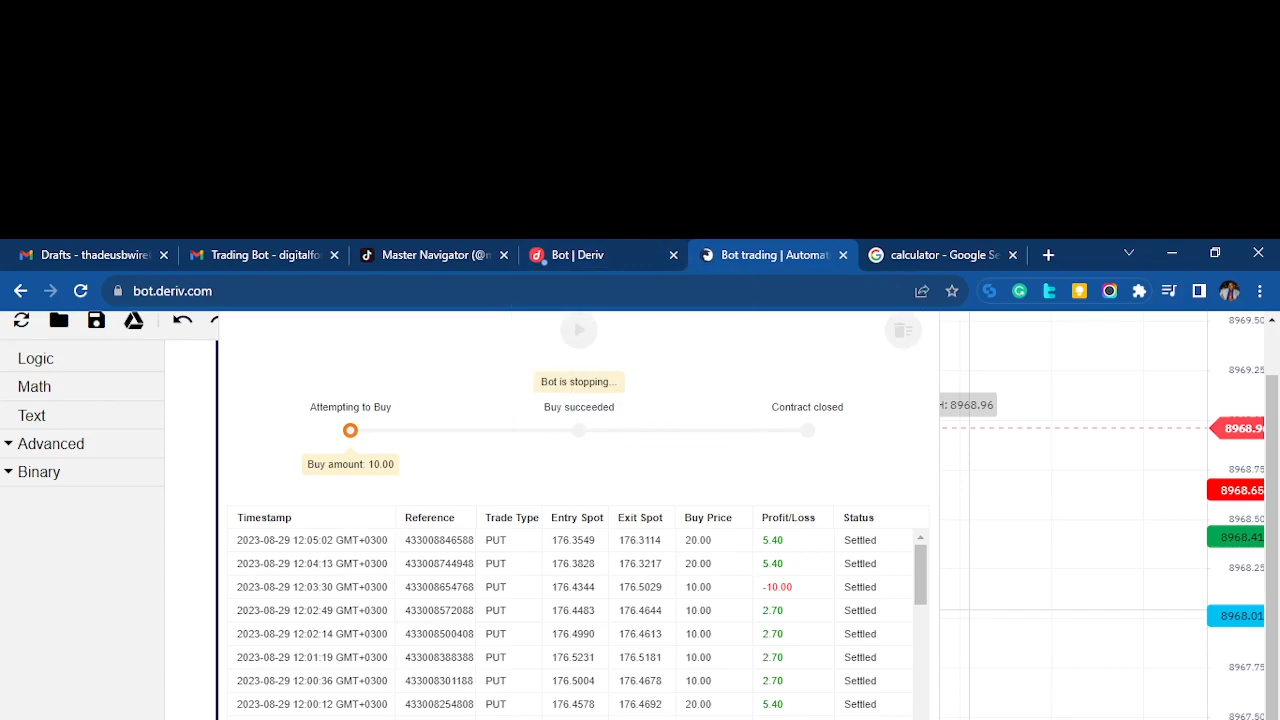 Drafts - thadeusbwire
Trading Bot - digitalfo
Master Navigator (@n
Bot | Deriv
Bot trading | Automat
calculator - Google Se
bot.deriv.com
Logic
Math
Text
Advanced
Binary
Bot is stopping...
Attempting to Buy Buy succeeded Contract closed
Buy amount: 10.00
Timestamp Reference Trade Type Entry Spot Exit Spot Buy Price Profit/Loss Status
2023-08-29 12:05:02 GMT+0300 433008846588 PUT 176.3549 176.3114 20.00 5.40 Settled
2023-08-29 12:04:13 GMT+0300 433008744948 PUT 176.3828 176.3217 20.00 5.40 Settled
2023-08-29 12:03:30 GMT+0300 433008654768 PUT 176.4344 176.5029 10.00 -10.00 Settled
2023-08-29 12:02:49 GMT+0300 433008572088 PUT 176.4483 176.4644 10.00 2.70 Settled
2023-08-29 12:02:14 GMT+0300 433008500408 PUT 176.4990 176.4613 10.00 2.70 Settled
2023-08-29 12:01:19 GMT+0300 433008388388 PUT 176.5231 176.5181 10.00 2.70 Settled
2023-08-29 12:00:36 GMT+0300 433008301188 PUT 176.5004 176.4678 10.00 2.70 Settled
2023-08-29 12:00:12 GMT+0300 433008254808 PUT 176.4578 176.4692 20.00 5.40 Settled
H: 8968.96
8969.50
8969.25
8968.9
8968.75
8968.65
8968.50
8968.41
8968.25
8968.01
8967.75
8967.50